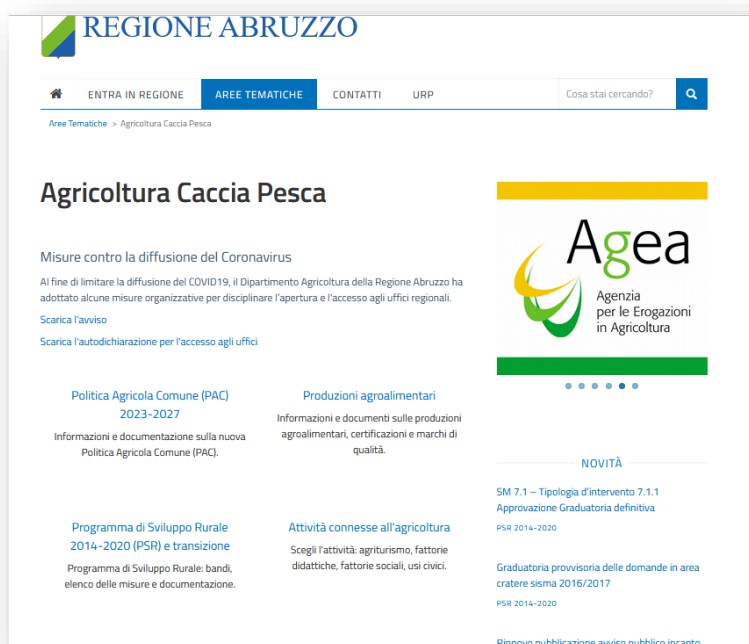 REGIONE ABRUZZO
ENTRA IN REGIONE
AREE TEMATICHE
CONTATTI
URP
Cosa stai cercando?
Aree Tematiche > Agricoltura Caccia Pesca
Agricoltura Caccia Pesca
Misure contro la diffusione del Coronavirus
Al fine di limitare la diffusione del COVID19, il Dipartimento Agricoltura della Regione Abruzzo ha
adottato alcune misure organizzative per disciplinare l'apertura e l'accesso agli uffici regionali.
Scarica l'avviso
Scarica l'autodichiarazione per l'accesso agli uffici
Politica Agricola Comune (PAC)
2023-2027
Informazioni e documentazione sulla nuova
Politica Agricola Comune (PAC).
Produzioni agroalimentari
Informazioni e documenti sulle produzioni
agroalimentari, certificazioni e marchi di
qualità.
Programma di Sviluppo Rurale
2014-2020 (PSR) e transizione
Programma di Sviluppo Rurale: bandi,
elenco delle misure e documentazione.
Attività connesse all'agricoltura
Scegli l'attività: agriturismo, fattorie
didattiche, fattorie sociali, usi civici.
Agea
Agenzia
per le Erogazioni
in Agricoltura
NOVITÀ
SM 7.1 – Tipologia d'intervento 7.1.1
Approvazione Graduatoria definitiva
PSR 2014-2020
Graduatoria provvisoria delle domande in area
cratere sisma 2016/2017
PSR 2014-2020
Rinnovo pubblicazione avviso pubblico incanto